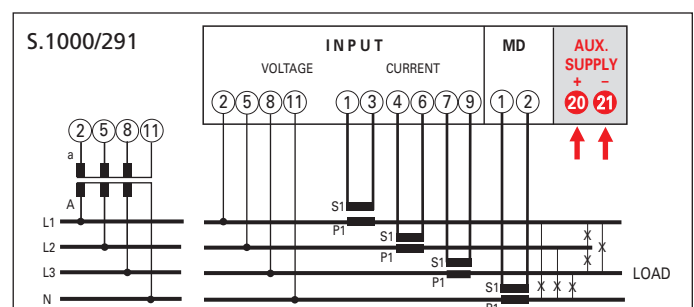 S.1000/291
INPUT
MD
AUX.
SUPPLY
VOLTAGE
CURRENT
+ −
2 5 8 11
1 3 4 6 7 9
1 2
20 21
2 5 8 11
a
A
S1
L1
P1
S1
L2
P1
S1
L3
P1
LOAD
S1
N
P1
X X X X X X